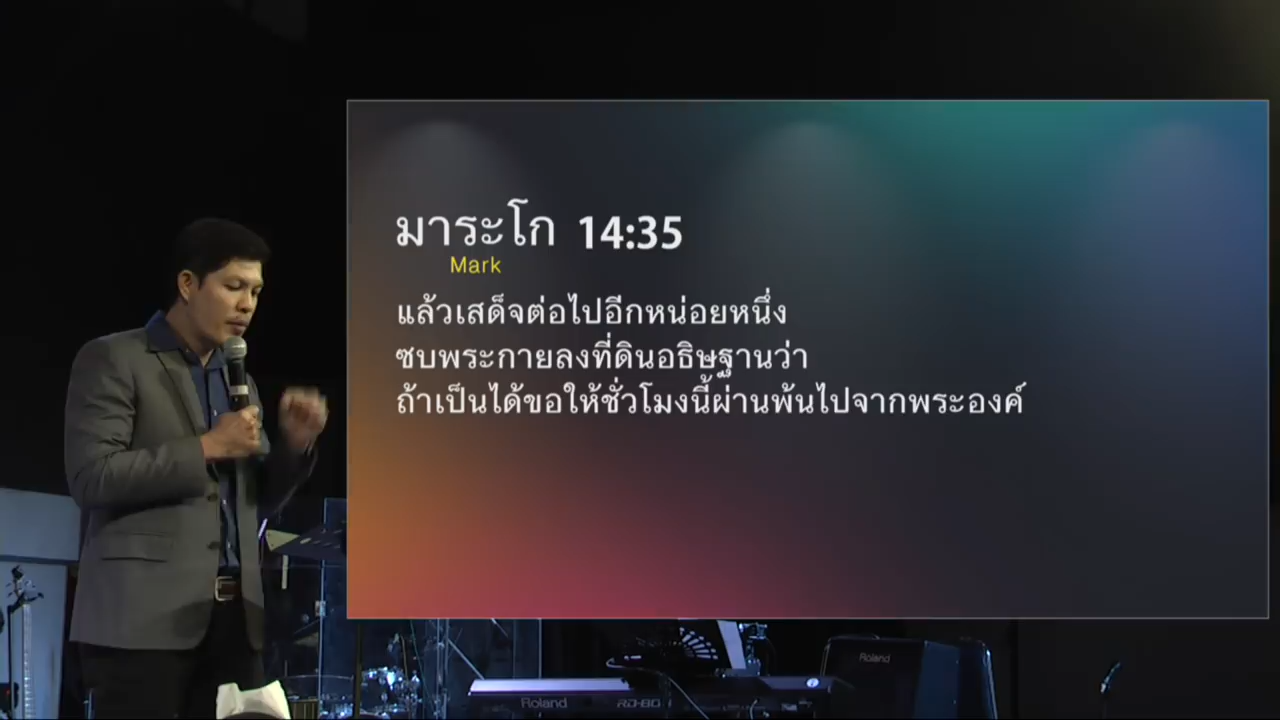 มาระโก 14:35
Mark
แล้วเสด็จต่อไปอีกหน่อยหนึ่ง
ซบพระกายลงที่ดินอธิษฐานว่า
ถ้าเป็นได้ขอให้ชั่วโมงนี้ผ่านพ้นไปจากพระองค์
Roland
Roland RD-80